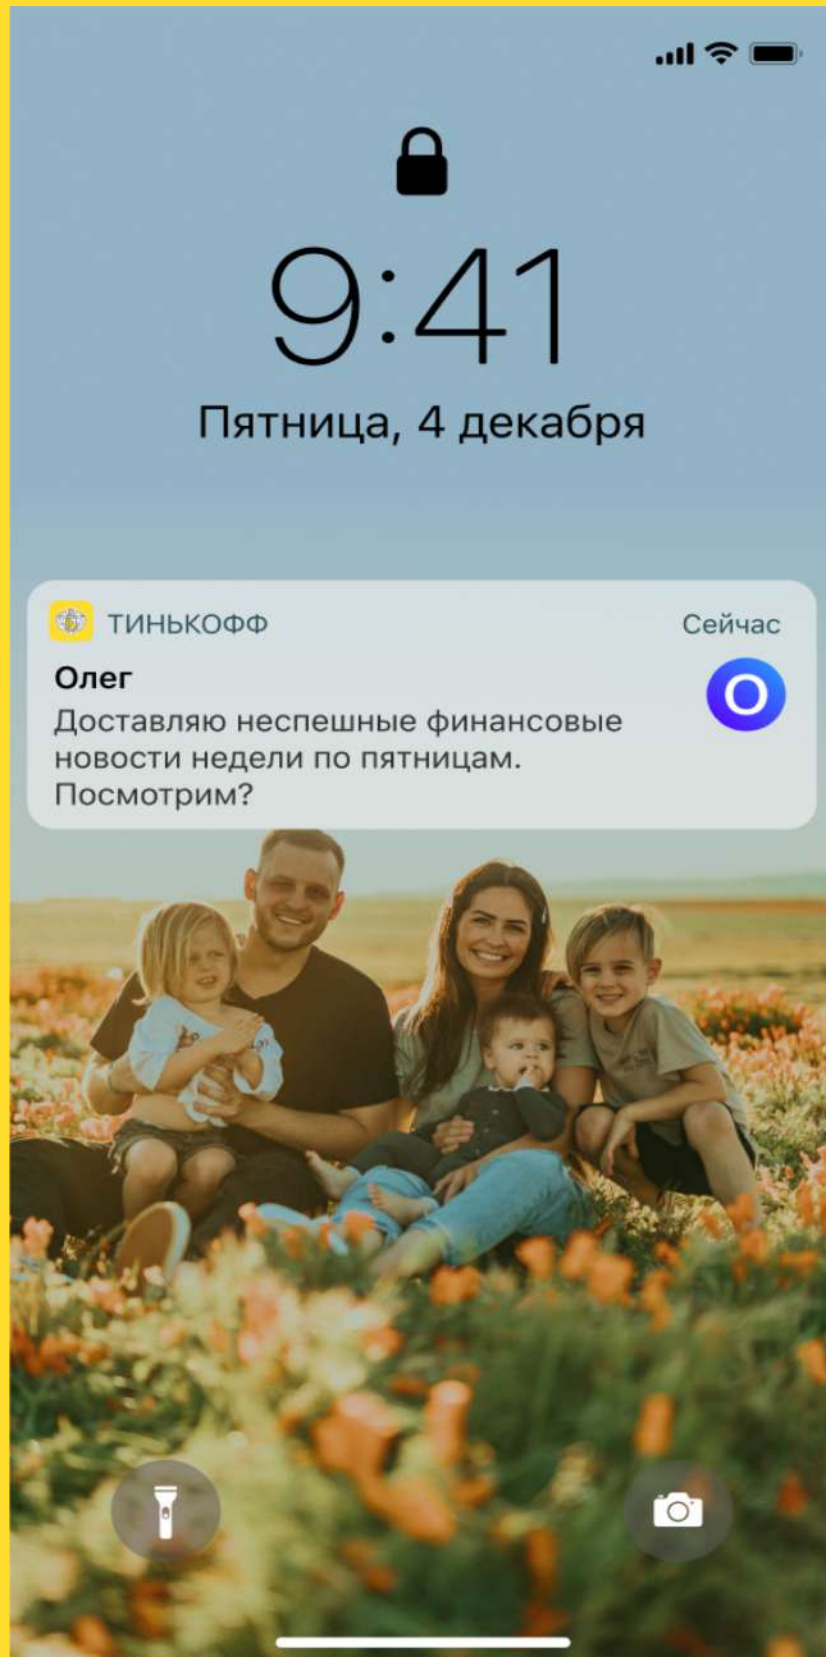 9:41
Пятница, 4 декабря
ТИНЬКОФФ
Сейчас
Олег
О
Доставляю неспешные финансовые
новости недели по пятницам.
Посмотрим?